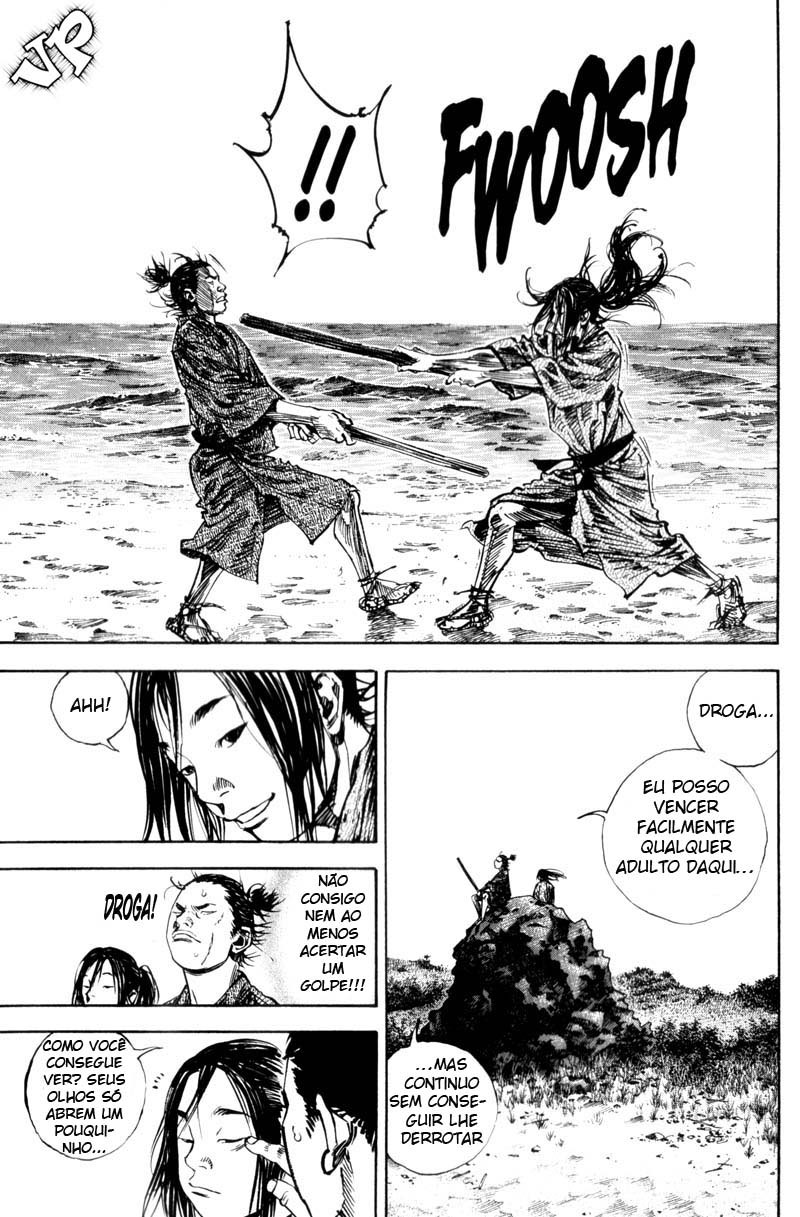 VP
FWOOSH
!!
DROGA...
EU POSSO
VENCER
FACILMENTE
QUALQUER
ADULTO DAQUI...
...MAS
CONTINUO
SEM CONSE-
GUIR LHE
DERROTAR
AHH!
NÃO
CONSIGO
NEM AO
MENOS
ACERTAR
UM
GOLPE!!!
DROGA!
COMO VOCÊ
CONSEGUE
VER? SEUS
OLHOS SÓ
ABREM UM
POUQUI-
NHO...